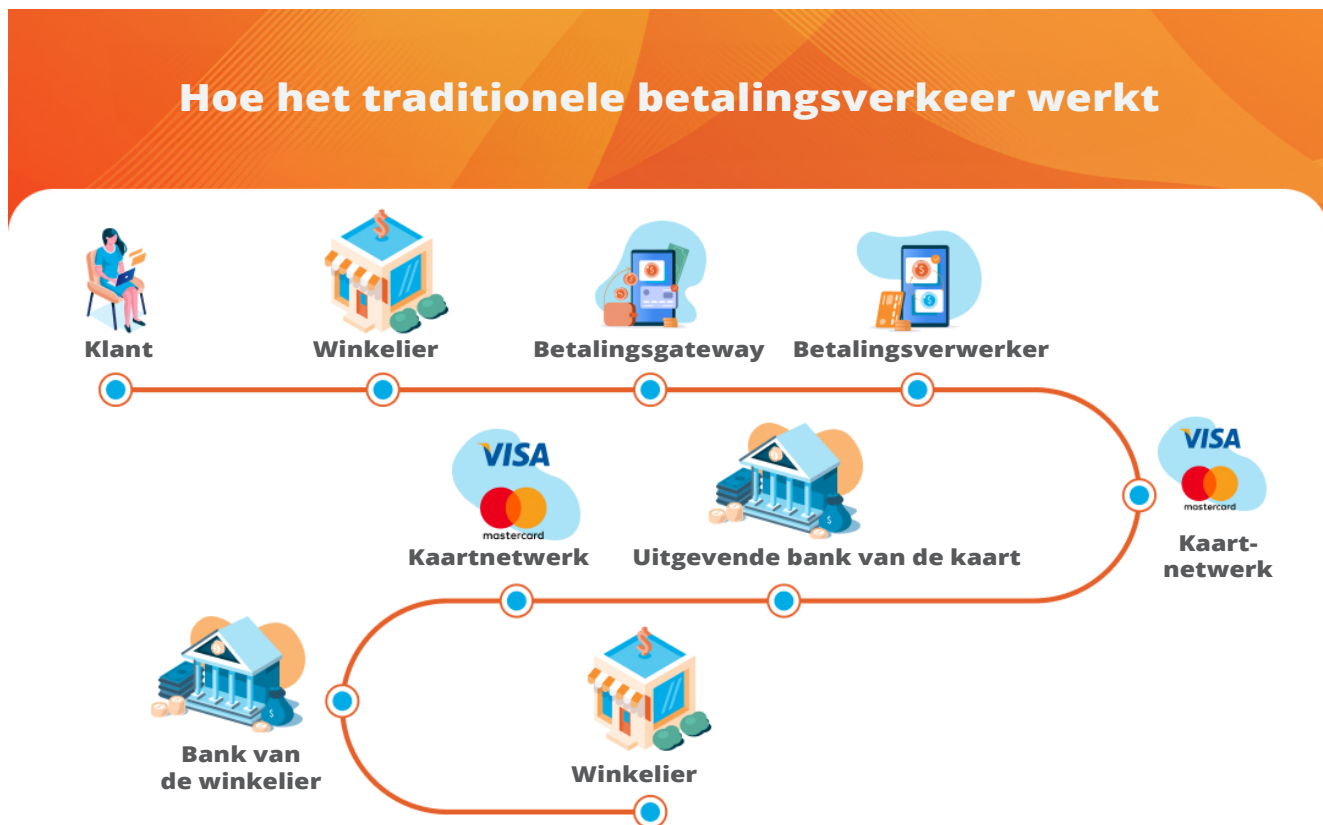 Hoe het traditionele betalingsverkeer werkt
Klant
Winkelier
Betalingsgateway
Betalingsverwerker
VISA
mastercard
Kaart-
netwerk
Uitgevende bank van de kaart
VISA
mastercard
Kaartnetwerk
Bank van
de winkelier
Winkelier